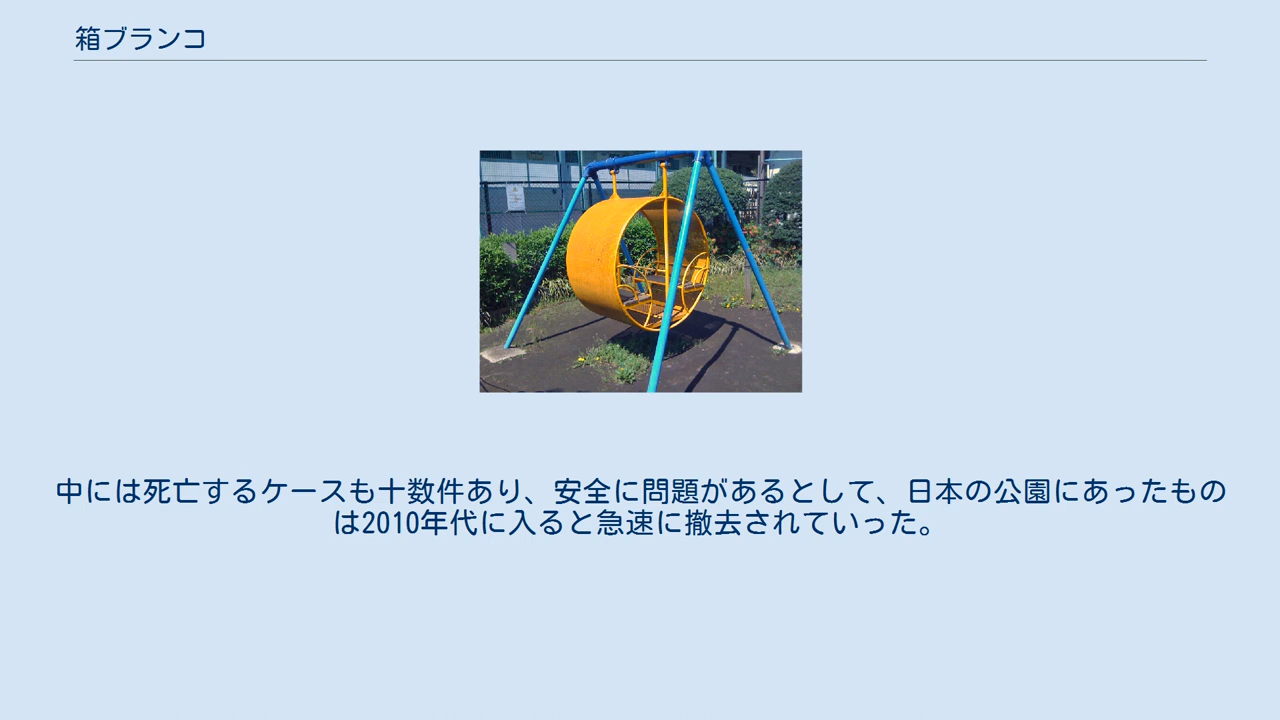 箱ブランコ
中には死亡するケースも十数件あり、安全に問題があるとして、日本の公園にあったもの
は2010年代に入ると急速に撤去されていった。